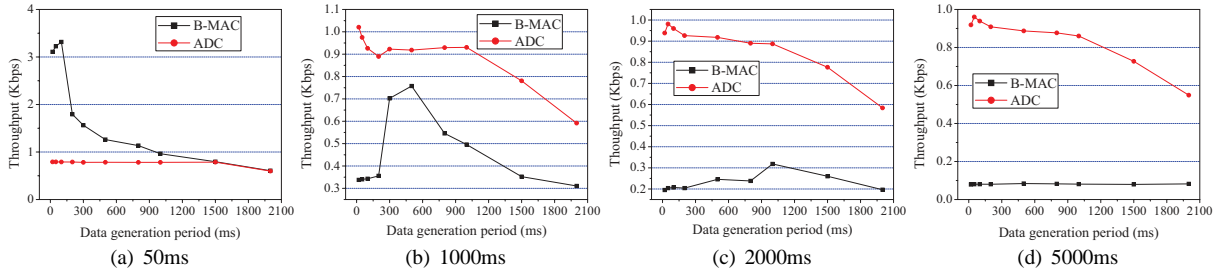 5
4
3
2
1
0
Throughput (Kbps)
B-MAC
ADC
0 300 600 900 1200 1500 1800 2100
Data generation period (ms)
(a) 50ms
1.1
1.0
0.9
0.8
0.7
0.6
0.5
0.4
0.3
Throughput (Kbps)
B-MAC
ADC
0 300 600 900 1200 1500 1800 2100
Data generation period (ms)
(b) 1000ms
1.1
1.0
0.9
0.8
0.7
0.6
0.5
0.4
0.3
0.2
Throughput (Kbps)
B-MAC
ADC
0 300 600 900 1200 1500 1800 2100
Data generation period (ms)
(c) 2000ms
1.0
0.8
0.6
0.4
0.2
0.0
Throughput (Kbps)
B-MAC
ADC
0 300 600 900 1200 1500 1800 2100
Data generation period (ms)
(d) 5000ms